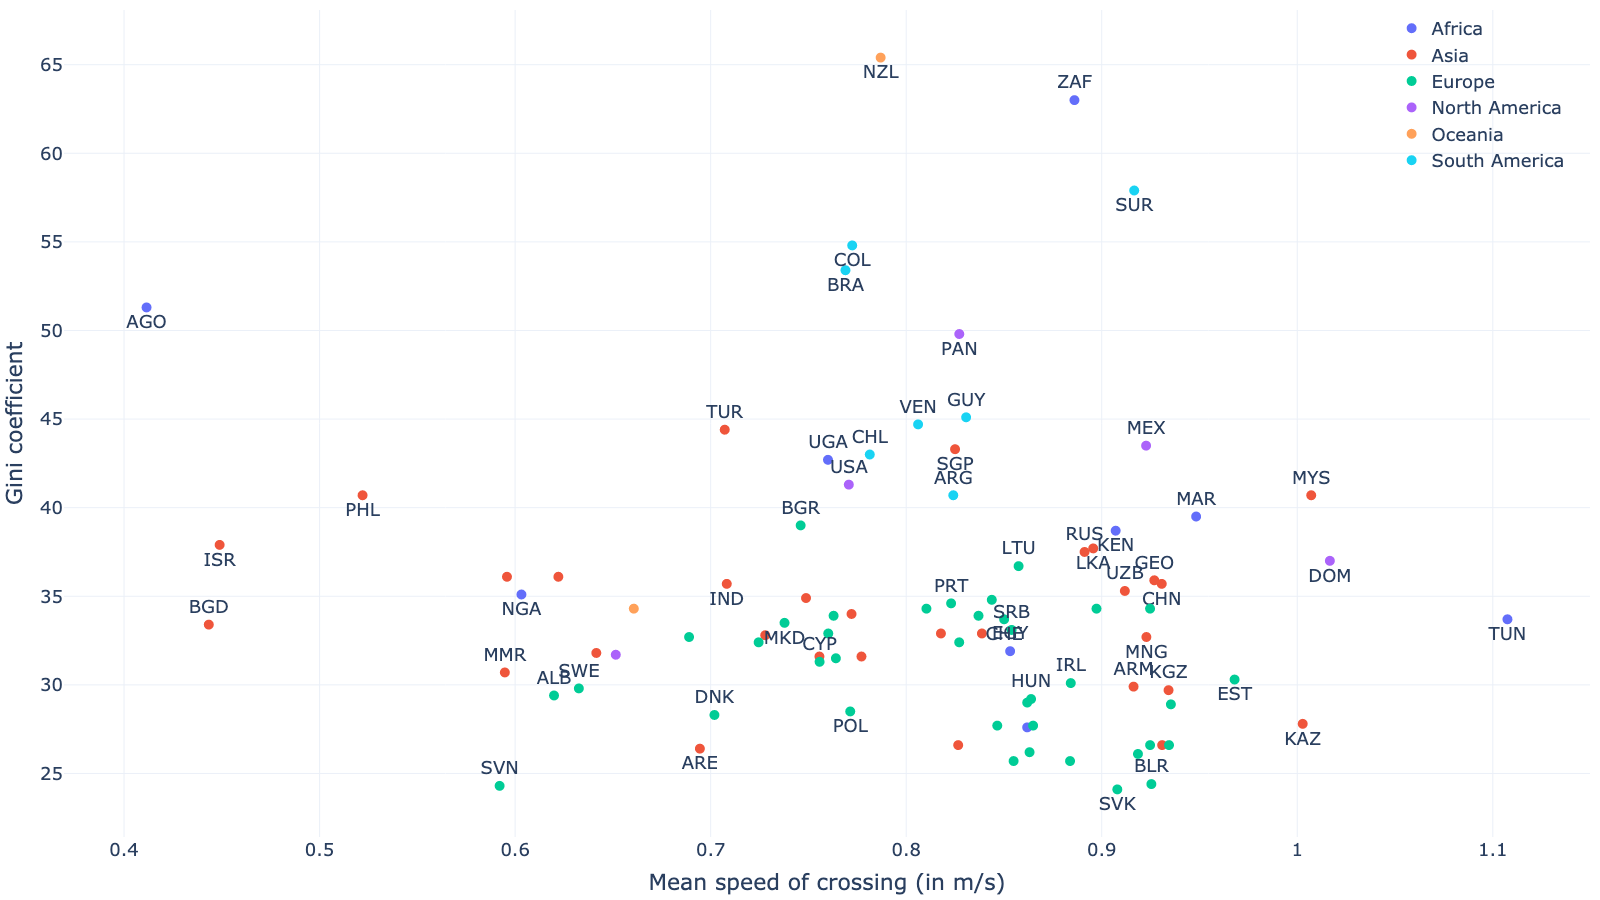 Africa
Asia
Europe
North America
Oceania
South America
Gini coefficient
65
60
55
50
45
40
35
30
25
NZL
ZAF
SUR
COL
BRA
AGO
PAN
GUY
VEN
TUR
MEX
CHL
UGA
SGP
USA
ARG
MYS
PHL
BGR
MAR
RUS
KEN
LTU
ISR
LKA
GEO
UZB
DOM
PRT
IND
CHN
BGD
NGA
SRB
EGY
MKD
TUN
CYP
MMR
MNG
IRL
SWE
ALB
ARM
KGZ
HUN
EST
DNK
POL
KAZ
ARE
SVN
BLR
SVK
0.4
0.5
0.6
0.7
0.8
0.9
1
1.1
Mean speed of crossing (in m/s)